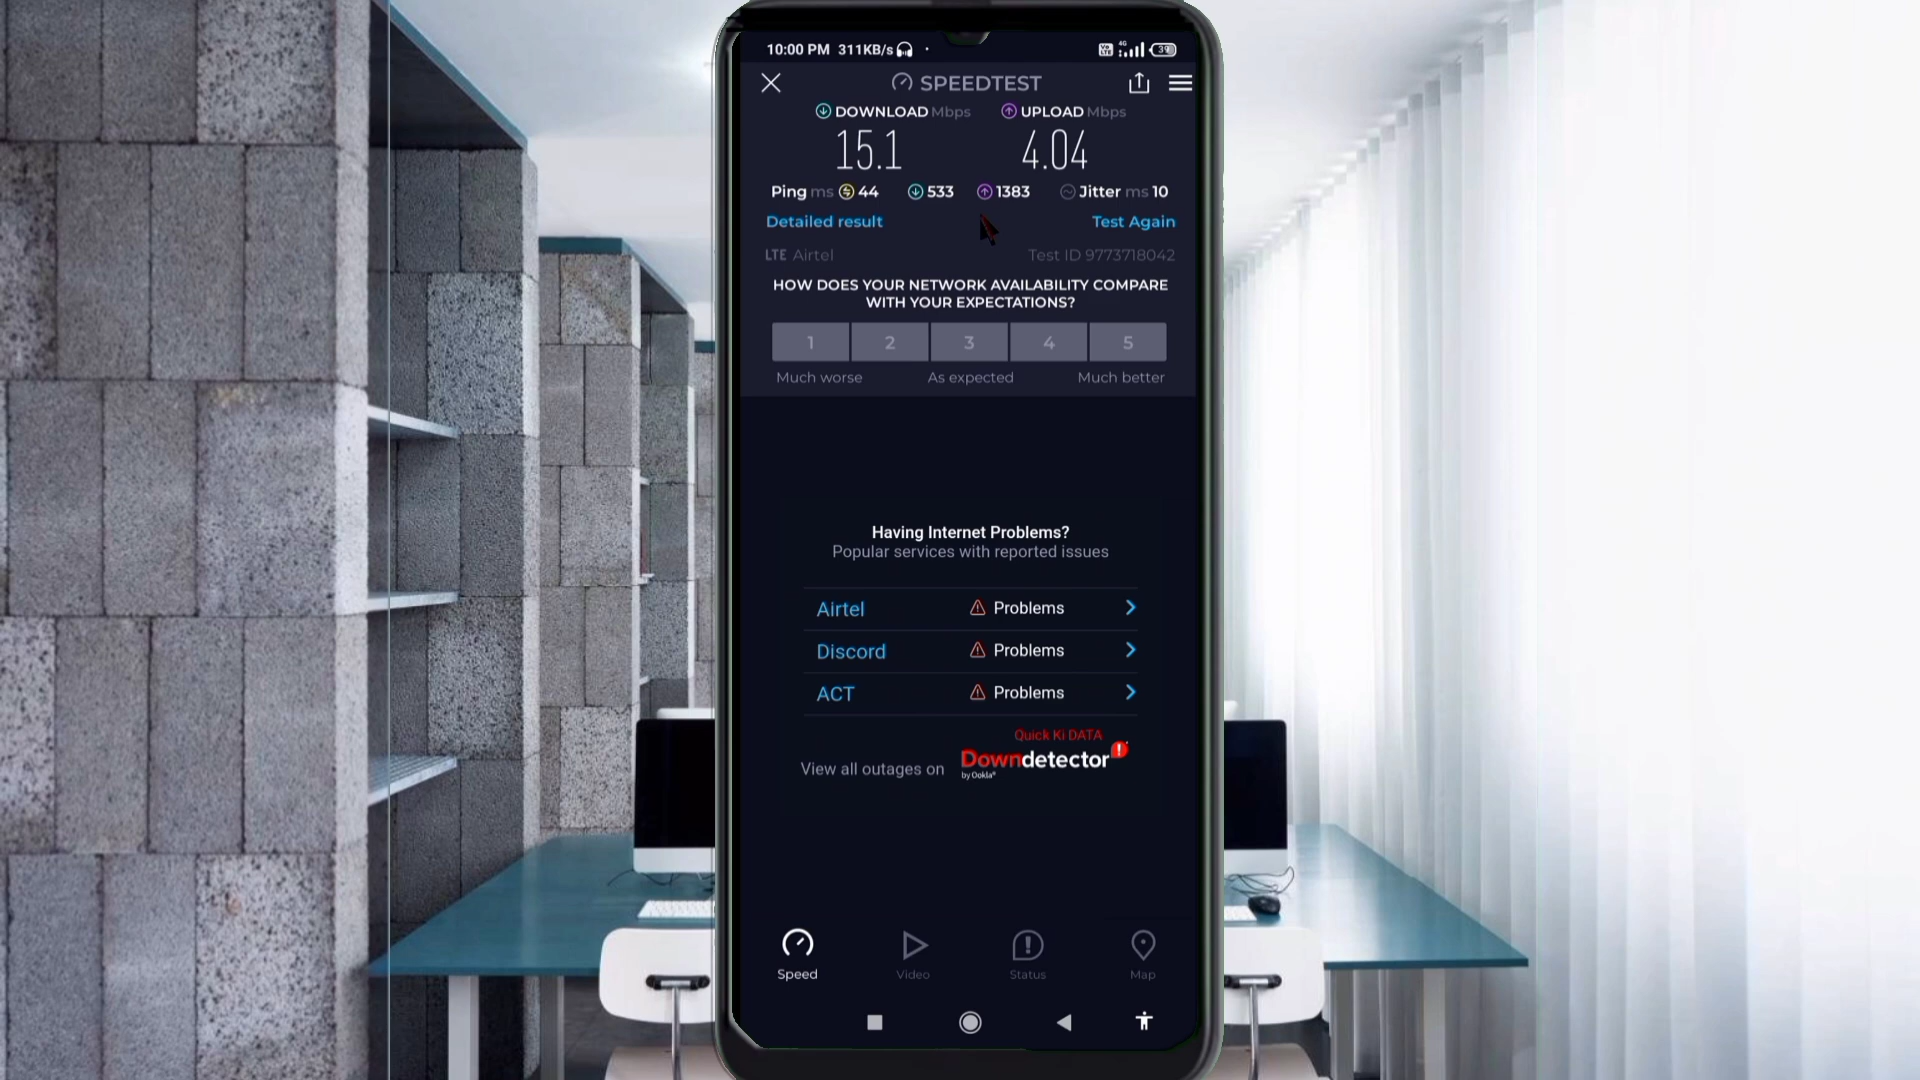 10:00 PM 311KB/s
4G 39
SPEEDTEST
DOWNLOAD Mbps UPLOAD Mbps
15.1 4.04
Ping ms 44 533 1383 Jitter ms 10
Detailed result Test Again
LTE Airtel Test ID 9773718042
HOW DOES YOUR NETWORK AVAILABILITY COMPARE
WITH YOUR EXPECTATIONS?
1 2 3 4 5
Much worse As expected Much better
Having Internet Problems?
Popular services with reported issues
Airtel Problems
Discord Problems
ACT Problems
Quick Ki DATA
View all outages on Downdetector
by Ookla®
Speed Video Status Map